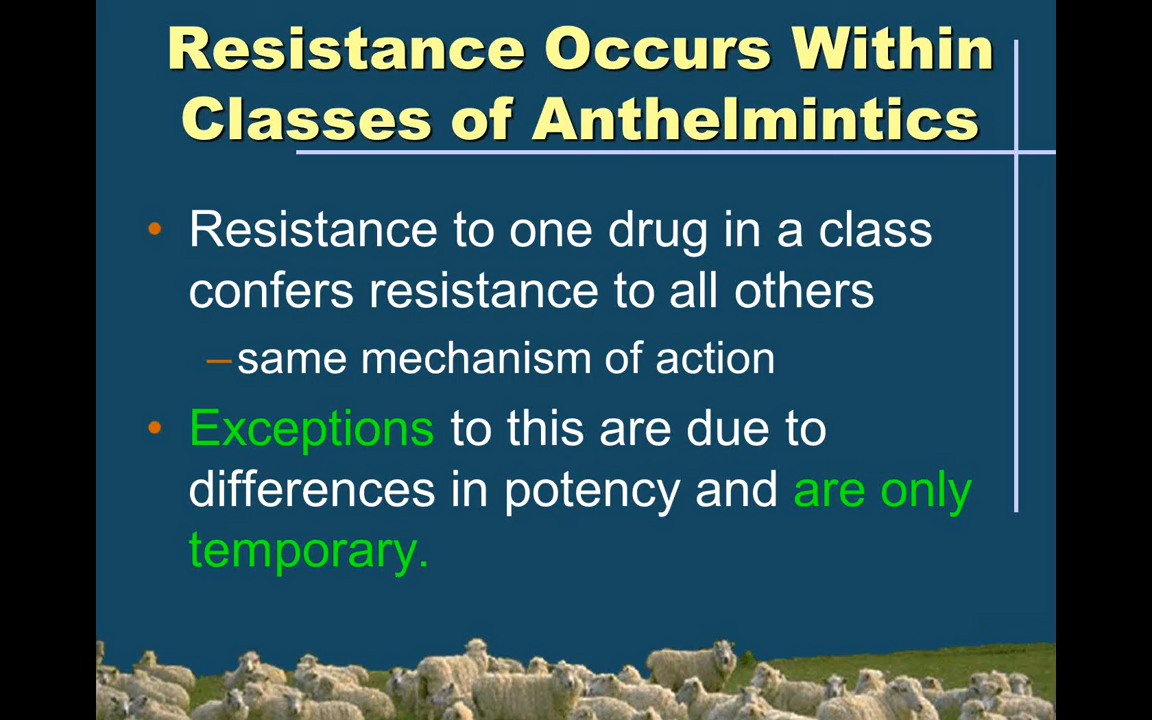 Resistance Occurs Within
Classes of Anthelmintics
• Resistance to one drug in a class
confers resistance to all others
–same mechanism of action
• Exceptions to this are due to
differences in potency and are only
temporary.